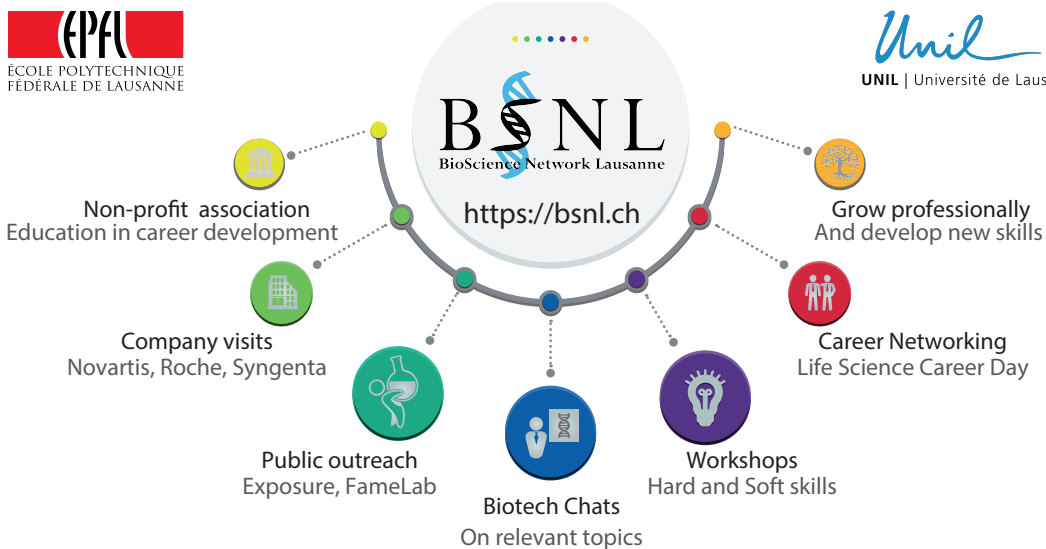 EPFL
ÉCOLE POLYTECHNIQUE
FÉDÉRALE DE LAUSANNE
Unil
UNIL | Université de Laus
BSNL
BioScience Network Lausanne
https://bsnl.ch
Non-profit association
Education in career development
Company visits
Novartis, Roche, Syngenta
Public outreach
Exposure, FameLab
Biotech Chats
On relevant topics
Workshops
Hard and Soft skills
Career Networking
Life Science Career Day
Grow professionally
And develop new skills